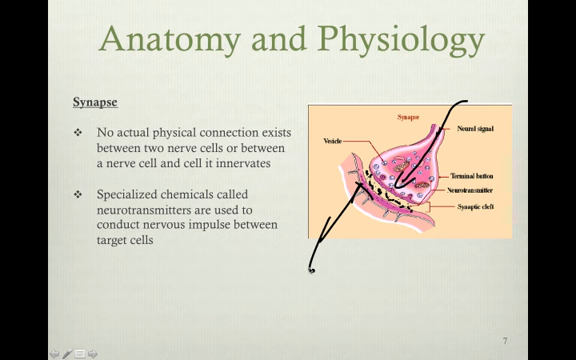 Anatomy and Physiology
Synapse
No actual physical connection exists
between two nerve cells or between
a nerve cell and cell it innervates
Specialized chemicals called
neurotransmitters are used to
conduct nervous impulse between
target cells
Synapse
Neural signal
Vesicle
Terminal button
Neurotransmitter
Synaptic cleft
7